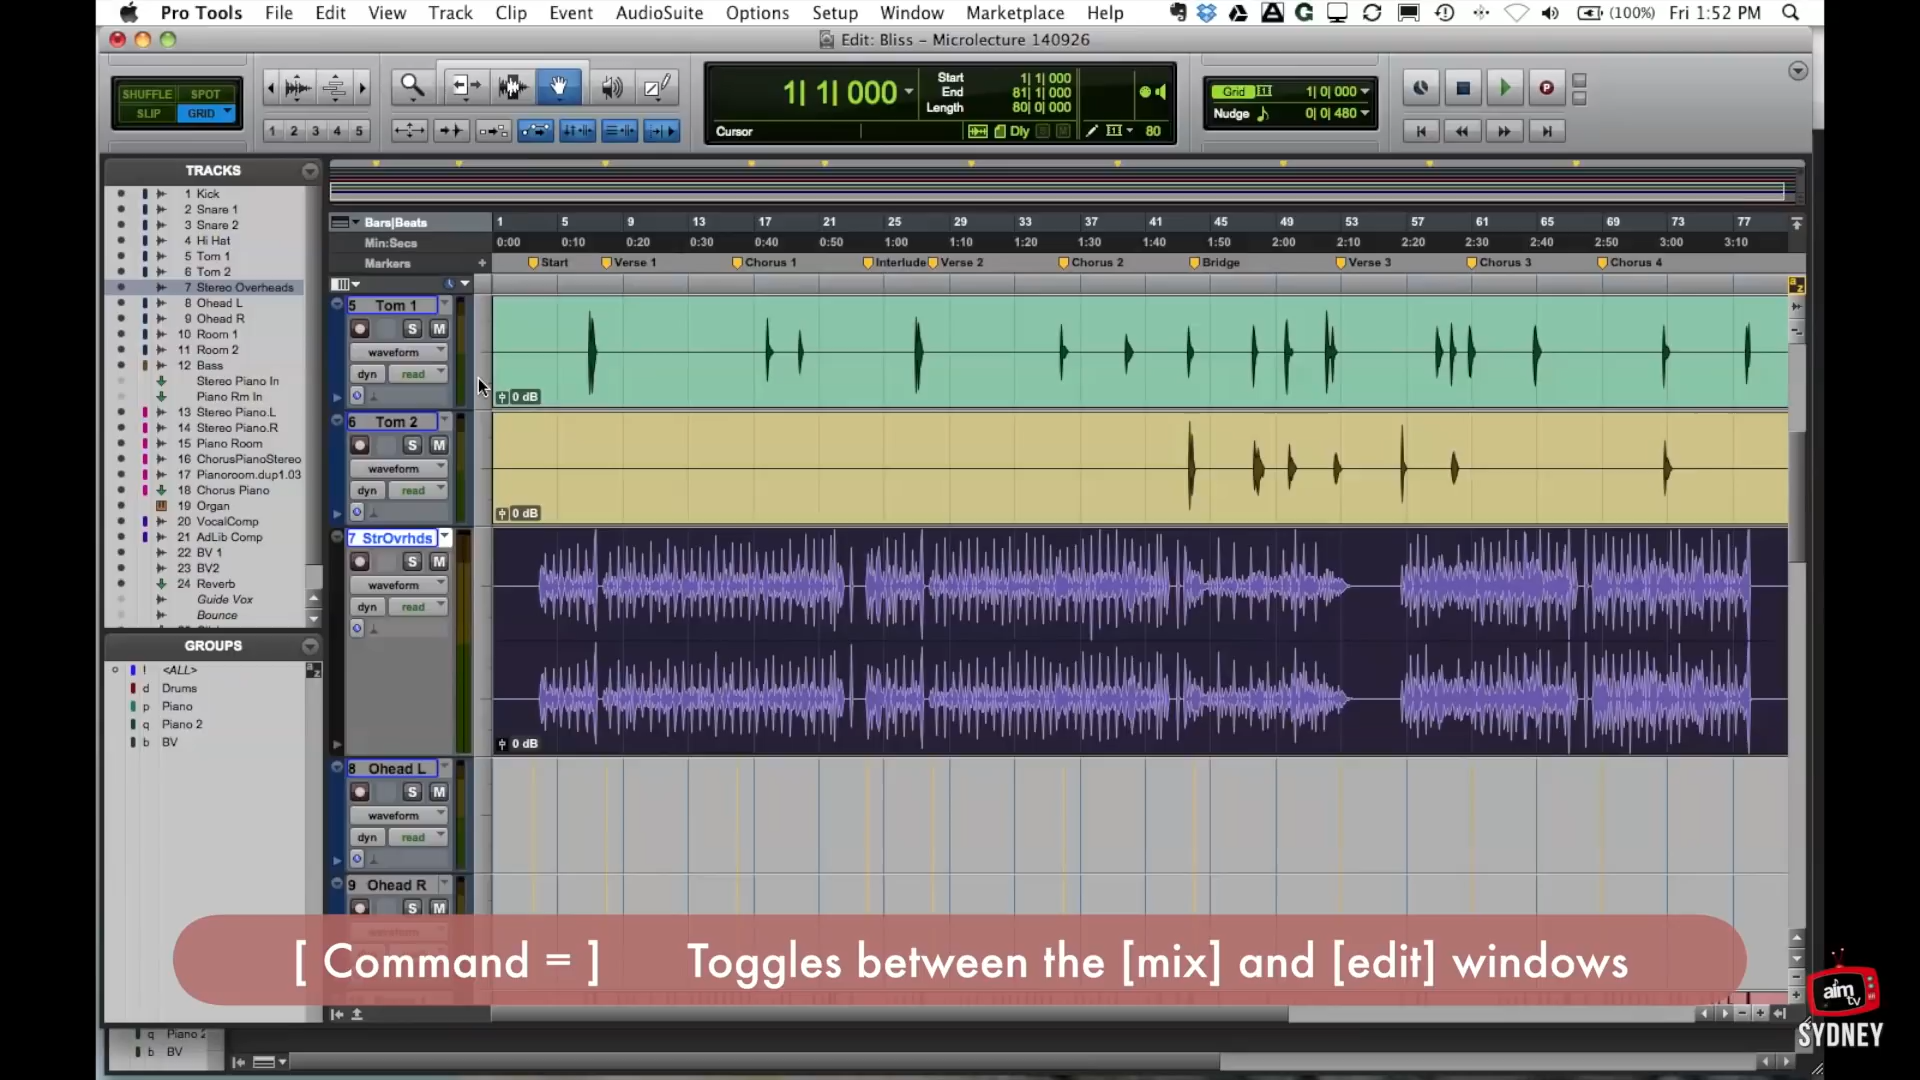 Pro Tools File Edit View Track Clip Event AudioSuite Options Setup Window Marketplace Help (100%) Fri 1:52 PM
Edit: Bliss – Microlecture 140926
SHUFFLE SPOT
SLIP GRID
1 2 3 4 5
1| 1| 000
Start 1| 1| 000
End 81| 1| 000
Length 80| 0| 000
Cursor
Dly
80
Grid 1| 0| 000
Nudge 0| 0| 480
TRACKS
1 Kick
2 Snare 1
3 Snare 2
4 Hi Hat
5 Tom 1
6 Tom 2
7 Stereo Overheads
8 Ohead L
9 Ohead R
10 Room 1
11 Room 2
12 Bass
Stereo Piano In
Piano Rm In
13 Stereo Piano.L
14 Stereo Piano.R
15 Piano Room
16 ChorusPianoStereo
17 Pianoroom.dup1.03
18 Chorus Piano
19 Organ
20 VocalComp
21 AdLib Comp
22 BV 1
23 BV2
24 Reverb
Guide Vox
Bounce
GROUPS
! <ALL>
d Drums
p Piano
q Piano 2
b BV
Bars|Beats 1 5 9 13 17 21 25 29 33 37 41 45 49 53 57 61 65 69 73 77
Min:Secs 0:00 0:10 0:20 0:30 0:40 0:50 1:00 1:10 1:20 1:30 1:40 1:50 2:00 2:10 2:20 2:30 2:40 2:50 3:00 3:10
Markers Start Verse 1 Chorus 1 Interlude Verse 2 Chorus 2 Bridge Verse 3 Chorus 3 Chorus 4
5 Tom 1
S M
waveform
dyn read
0 dB
6 Tom 2
S M
waveform
dyn read
0 dB
7 StrOvrhds
S M
waveform
dyn read
0 dB
8 Ohead L
S M
waveform
dyn read
9 Ohead R
S M
[ Command = ] Toggles between the [mix] and [edit] windows
q Piano 2
b BV
aim tv
SYDNEY